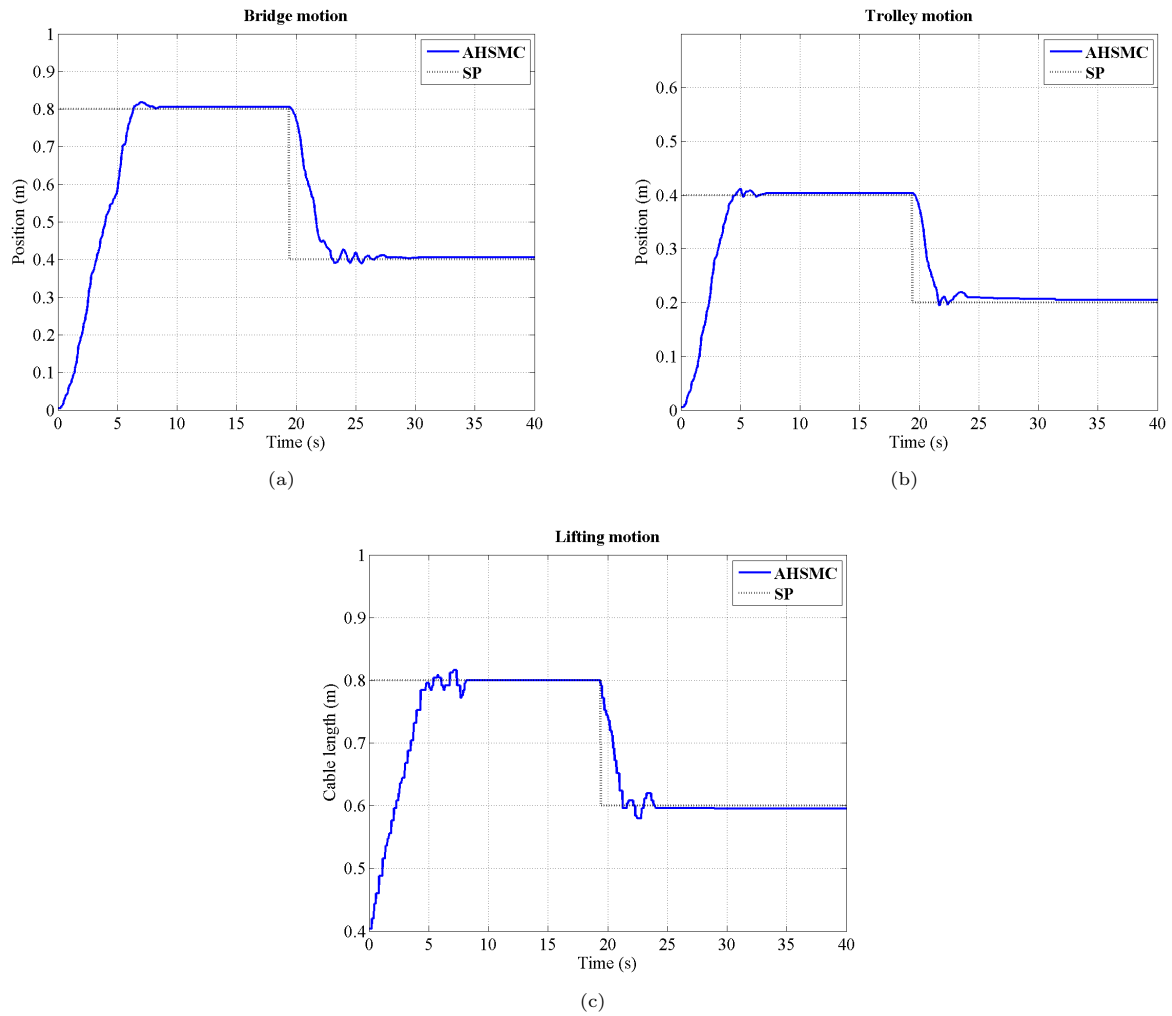 Bridge motion
1
0.9
0.8
0.7
0.6
0.5
0.4
0.3
0.2
0.1
0
Position (m)
0 5 10 15 20 25 30 35 40
Time (s)
AHSMC
SP
(a)
Trolley motion
0.6
0.5
0.4
0.3
0.2
0.1
0
Position (m)
0 5 10 15 20 25 30 35 40
Time (s)
AHSMC
SP
(b)
Lifting motion
1
0.9
0.8
0.7
0.6
0.5
0.4
Cable length (m)
0 5 10 15 20 25 30 35 40
Time (s)
AHSMC
SP
(c)